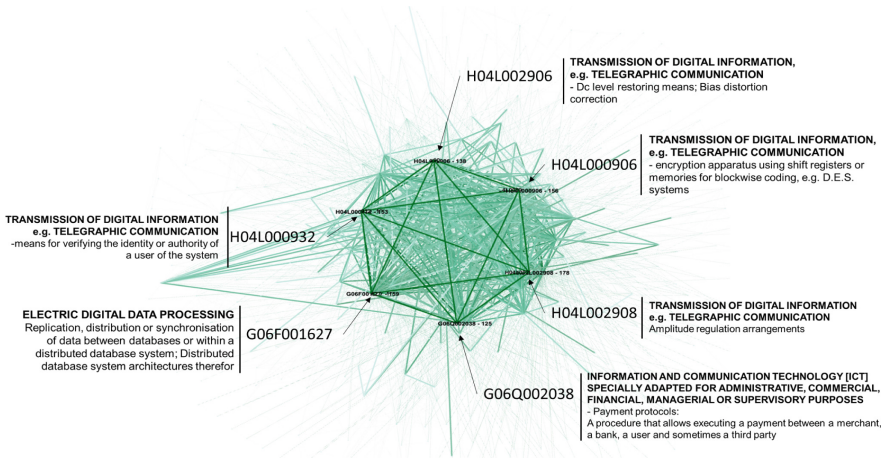 H04L002906
TRANSMISSION OF DIGITAL INFORMATION,
e.g. TELEGRAPHIC COMMUNICATION
- Dc level restoring means; Bias distortion
correction
H04L000906
TRANSMISSION OF DIGITAL INFORMATION,
e.g. TELEGRAPHIC COMMUNICATION
- encryption apparatus using shift registers or
memories for blockwise coding, e.g. D.E.S.
systems
TRANSMISSION OF DIGITAL INFORMATION
e.g. TELEGRAPHIC COMMUNICATION
-means for verifying the identity or authority of
a user of the system
H04L000932
ELECTRIC DIGITAL DATA PROCESSING
Replication, distribution or synchronisation
of data between databases or within a
distributed database system; Distributed
database system architectures therefor
G06F001627
H04L002908
TRANSMISSION OF DIGITAL INFORMATION
e.g. TELEGRAPHIC COMMUNICATION
Amplitude regulation arrangements
G06Q002038
INFORMATION AND COMMUNICATION TECHNOLOGY [ICT]
SPECIALLY ADAPTED FOR ADMINISTRATIVE, COMMERCIAL,
FINANCIAL, MANAGERIAL OR SUPERVISORY PURPOSES
- Payment protocols:
A procedure that allows executing a payment between a merchant,
a bank, a user and sometimes a third party
G06Q002038 - 125